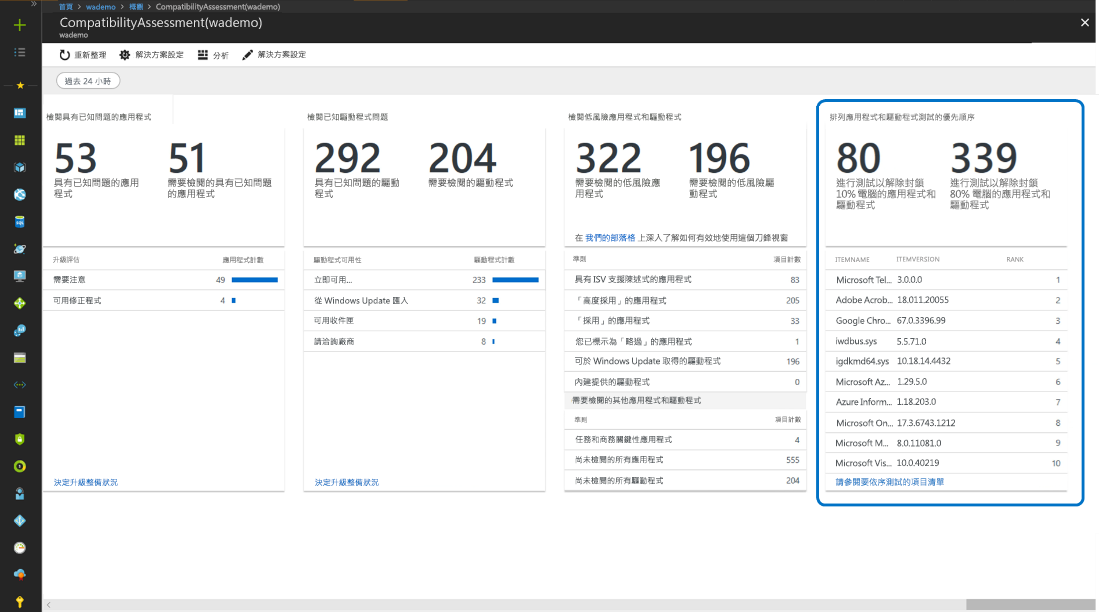 首頁 > wademo > 概觀 > CompatibilityAssessment(wademo)
CompatibilityAssessment(wademo)
wademo
重新整理 解決方案設定 分析 解決方案設定
過去 24 小時
檢閱具有已知問題的應用程式
53 51
具有已知問題的應用 需要檢閱的具有已知問題
程式 的應用程式
升級評估 應用程式計數
需要注意 49
可用修正程式 4
決定升級整備狀況
檢閱已知驅動程式問題
292 204
具有已知問題的驅動 需要檢閱的驅動程式
程式
驅動程式可用性 驅動程式計數
立即可用... 233
從 Windows Update 匯入 32
可用收件匣 19
請洽詢廠商 8
決定升級整備狀況
檢閱低風險應用程式和驅動程式
322 196
需要檢閱的低風險應 需要檢閱的低風險驅
用程式 動程式
在 我們的部落格 上深入了解如何有效地使用這個刀鋒視窗
準則 項目計數
具有 ISV 支援陳述式的應用程式 83
「高度採用」的應用程式 205
「採用」的應用程式 33
您已標示為「略過」的應用程式 1
可於 Windows Update 取得的驅動程式 196
內建提供的驅動程式 0
需要檢閱的其他應用程式和驅動程式
準則 項目計數
任務和商務關鍵性應用程式 4
尚未檢閱的所有應用程式 555
尚未檢閱的所有驅動程式 204
排列應用程式和驅動程式測試的優先順序
80 339
進行測試以解除封鎖 進行測試以解除封鎖
10% 電腦的應用程式和 80% 電腦的應用程式和
驅動程式 驅動程式
ITEMNAME ITEMVERSION RANK
Microsoft Tel... 3.0.0.0 1
Adobe Acrob... 18.011.20055 2
Google Chro... 67.0.3396.99 3
iwdbus.sys 5.5.71.0 4
igdkmd64.sys 10.18.14.4432 5
Microsoft Az... 1.29.5.0 6
Azure Inform... 1.18.203.0 7
Microsoft On... 17.3.6743.1212 8
Microsoft M... 8.0.11081.0 9
Microsoft Vis... 10.0.40219 10
請參閱要依序測試的項目清單